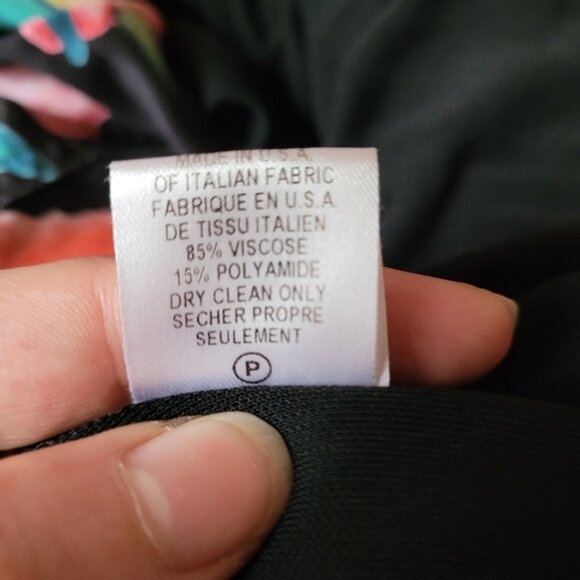 MADE IN U.S.A.
OF ITALIAN FABRIC
FABRIQUE EN U.S.A.
DE TISSU ITALIEN
85% VISCOSE
15% POLYAMIDE
DRY CLEAN ONLY
SECHER PROPRE
SEULEMENT
P